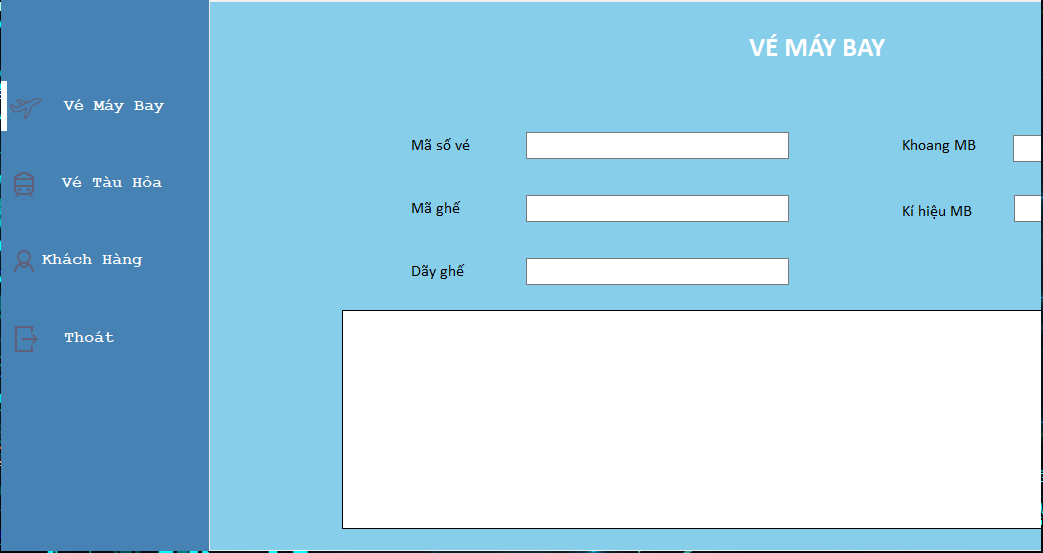 VÉ MÁY BAY
Vé Máy Bay
Vé Tàu Hỏa
Khách Hàng
Thoát
Mã số vé
Khoang MB
Mã ghế
Kí hiệu MB
Dãy ghế